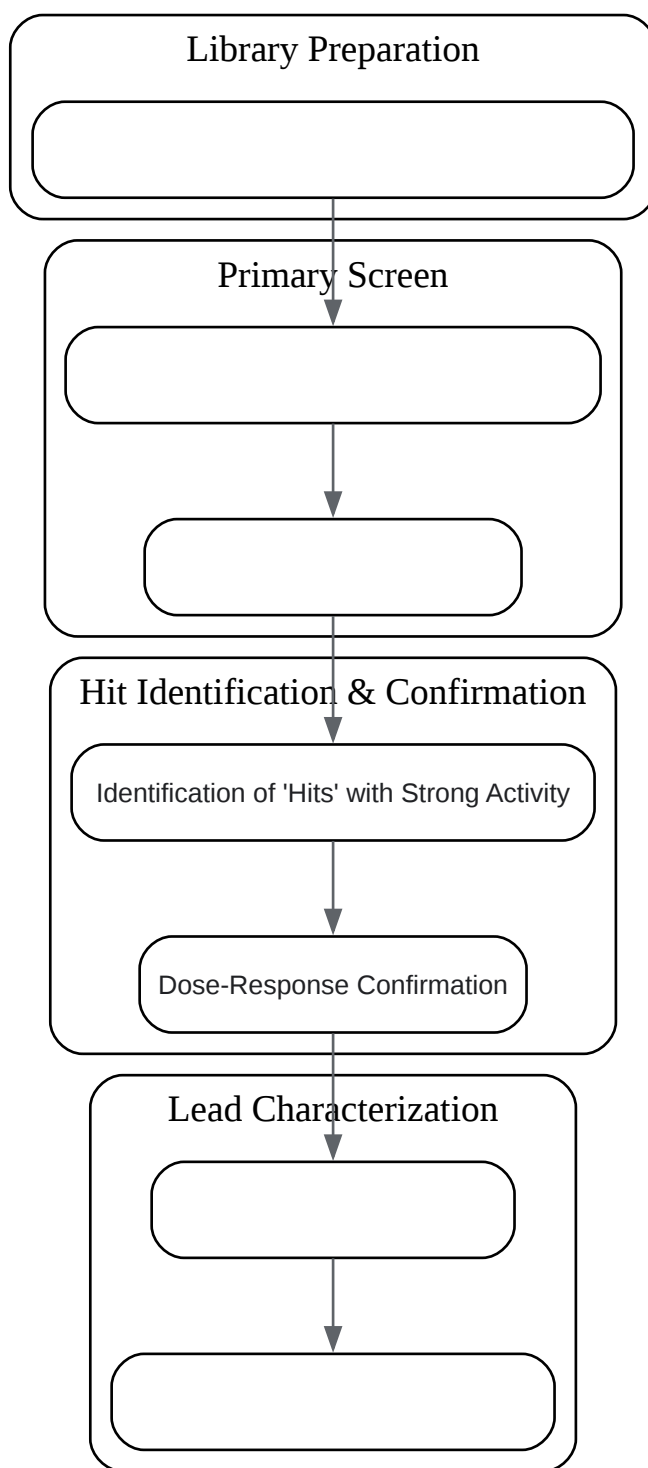 Library Preparation
Primary Screen
Hit Identification & Confirmation
Identification of 'Hits' with Strong Activity
Dose-Response Confirmation
Lead Characterization